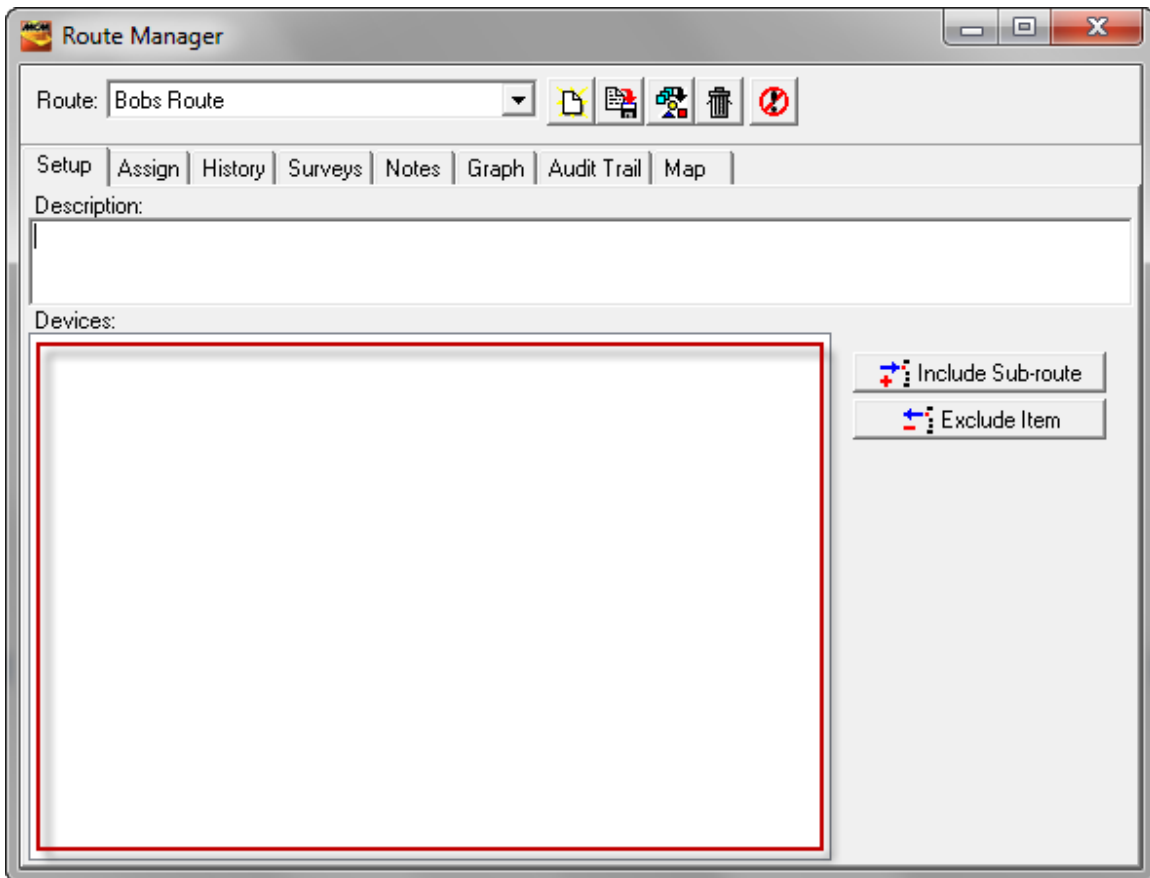 MCM Route Manager
Route: Bobs Route
Setup Assign History Surveys Notes Graph Audit Trail Map
Description:
Devices:
Include Sub-route
Exclude Item